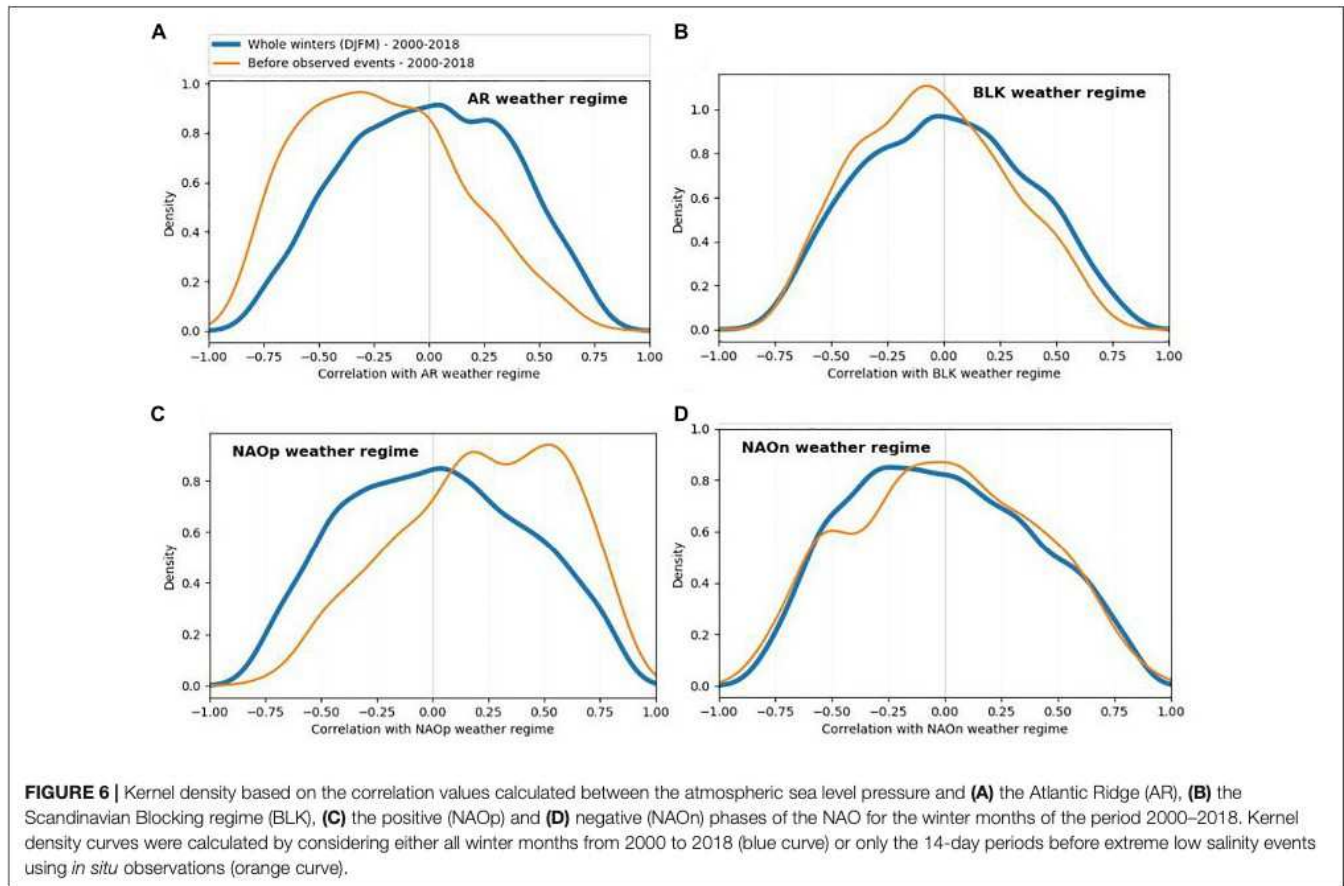 A
Whole winters (DJFM) - 2000-2018
Before observed events - 2000-2018
AR weather regime
1.0
0.8
0.6
0.4
0.2
0.0
Density
−1.00 −0.75 −0.50 −0.25 0.00 0.25 0.50 0.75 1.00
Correlation with AR weather regime
B
BLK weather regime
1.0
0.8
0.6
0.4
0.2
0.0
Density
−1.00 −0.75 −0.50 −0.25 0.00 0.25 0.50 0.75 1.00
Correlation with BLK weather regime
C
NAOp weather regime
0.8
0.6
0.4
0.2
0.0
Density
−1.00 −0.75 −0.50 −0.25 0.00 0.25 0.50 0.75 1.00
Correlation with NAOp weather regime
D
NAOn weather regime
1.0
0.8
0.6
0.4
0.2
0.0
Density
−1.00 −0.75 −0.50 −0.25 0.00 0.25 0.50 0.75 1.00
Correlation with NAOn weather regime
FIGURE 6 | Kernel density based on the correlation values calculated between the atmospheric sea level pressure and (A) the Atlantic Ridge (AR), (B) the
Scandinavian Blocking regime (BLK), (C) the positive (NAOp) and (D) negative (NAOn) phases of the NAO for the winter months of the period 2000–2018. Kernel
density curves were calculated by considering either all winter months from 2000 to 2018 (blue curve) or only the 14-day periods before extreme low salinity events
using in situ observations (orange curve).